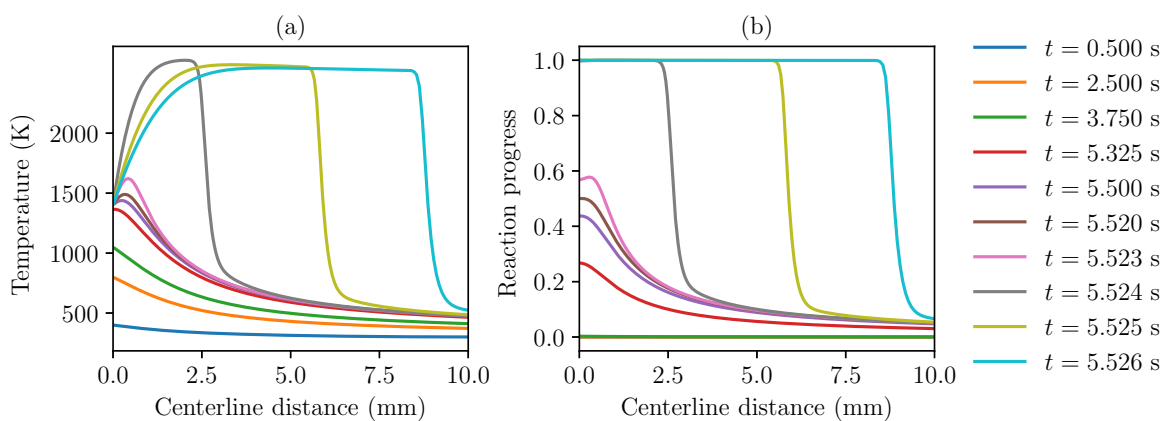 (a)
Temperature (K)
2000
1500
1000
500
0.0 2.5 5.0 7.5 10.0
Centerline distance (mm)
(b)
Reaction progress
1.0
0.8
0.6
0.4
0.2
0.0
0.0 2.5 5.0 7.5 10.0
Centerline distance (mm)
t = 0.500 s
t = 2.500 s
t = 3.750 s
t = 5.325 s
t = 5.500 s
t = 5.520 s
t = 5.523 s
t = 5.524 s
t = 5.525 s
t = 5.526 s